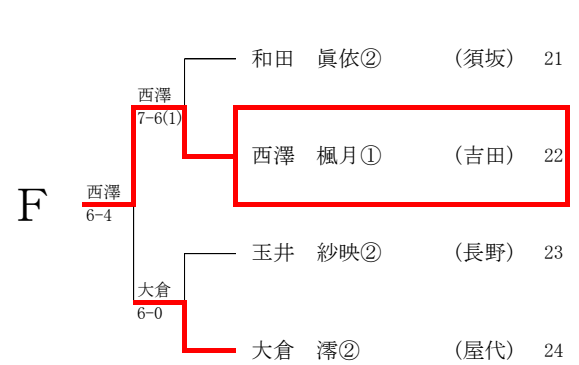 和田 眞依② (須坂) 21
西澤
7-6(1)
西澤 楓月① (吉田) 22
F
西澤
6-4
玉井 紗映② (長野) 23
大倉
6-0
大倉 澪② (屋代) 24